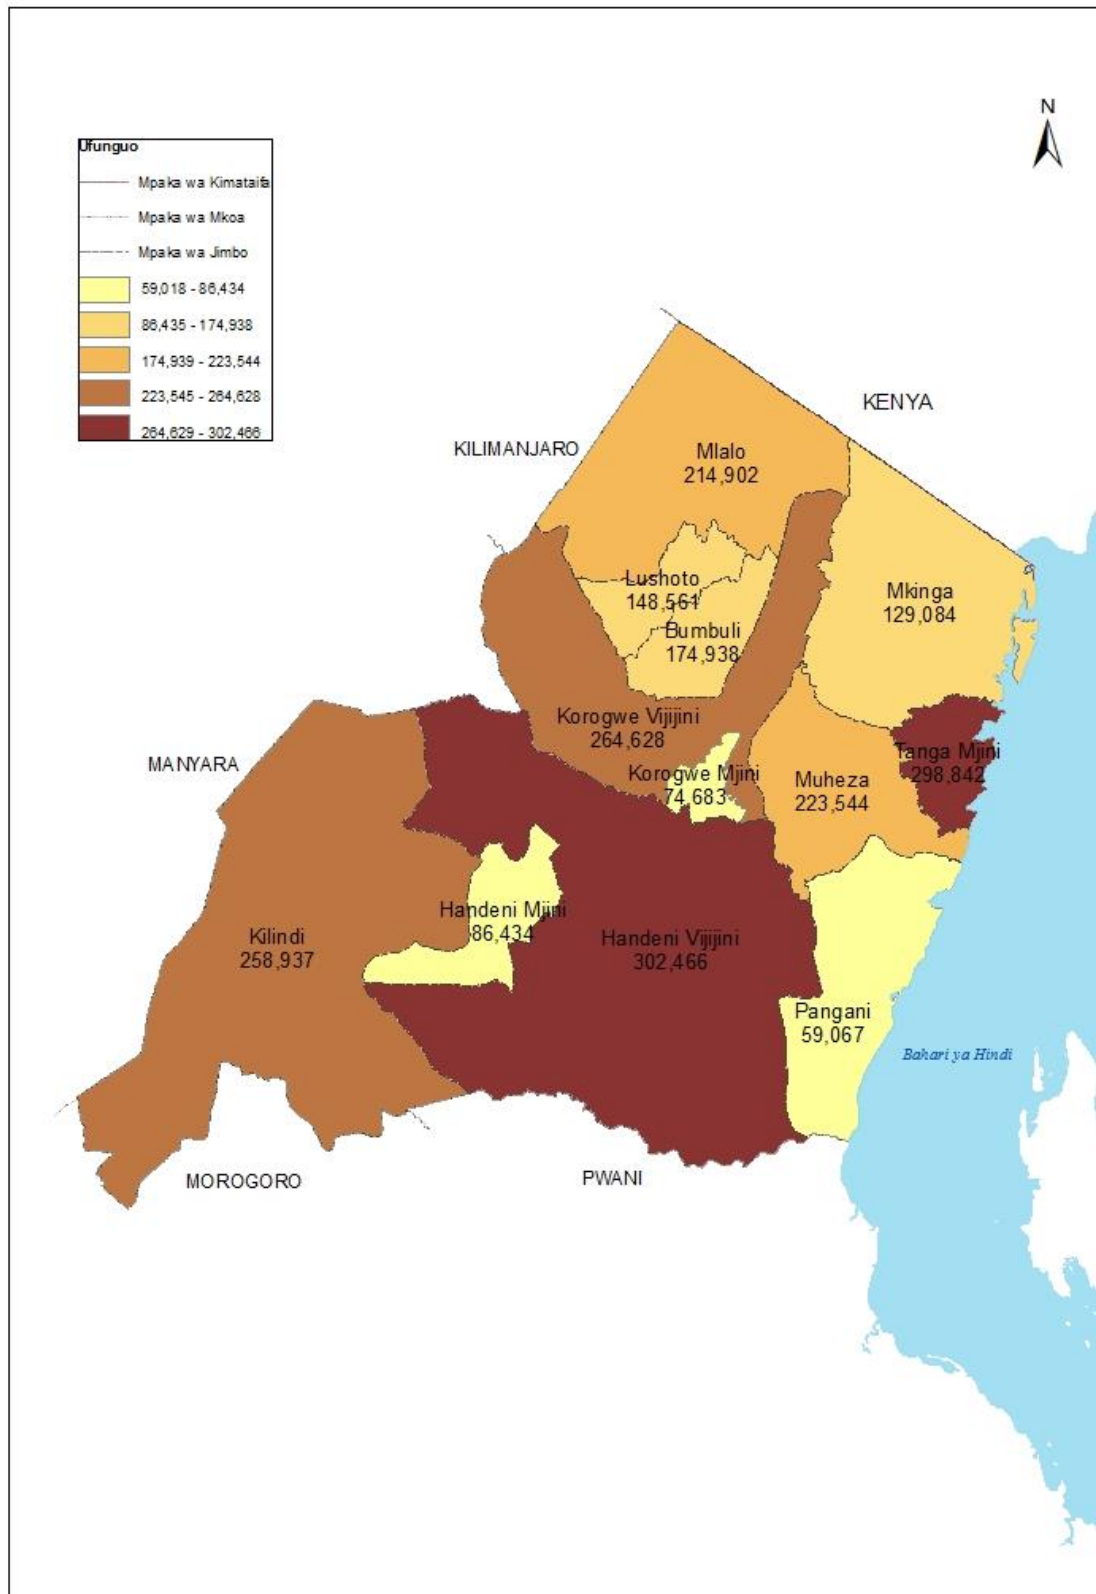 N
Ufunguo
Mpaka wa Kimataifa
Mpaka wa Mkoa
Mpaka wa Jimbo
59,018 - 86,434
86,435 - 174,938
174,939 - 223,544
223,545 - 264,628
264,629 - 302,466
KENYA
KILIMANJARO
Mlalo
214,902
Lushoto
148,561
Mkinga
129,084
Bumbuli
174,938
Korogwe Vijijini
264,628
MANYARA
Korogwe Mjini
74,683
Muheza
223,544
Tanga Mjini
298,842
Handeni Mjini
86,434
Kilindi
258,937
Handeni Vijijini
302,466
Pangani
59,067
Bahari ya Hindi
MOROGORO
PWANI